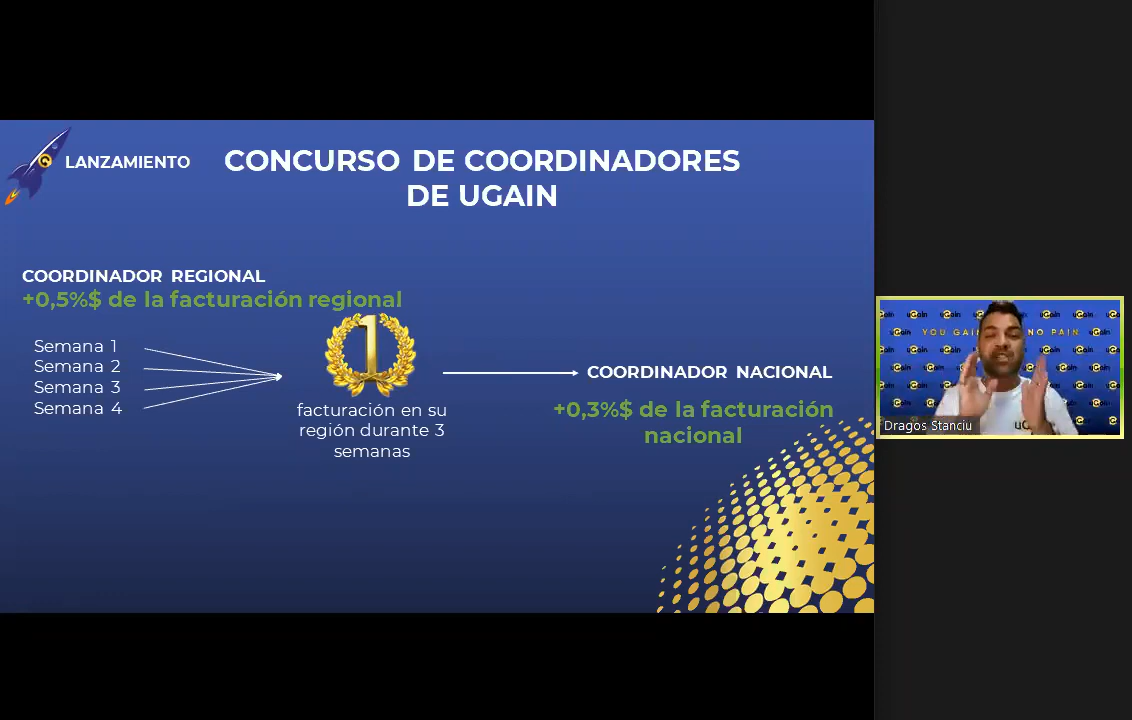 LANZAMIENTO
CONCURSO DE COORDINADORES
DE UGAIN
COORDINADOR REGIONAL
+0,5%$ de la facturación regional
Semana 1
Semana 2
Semana 3
Semana 4
1
facturación en su
región durante 3
semanas
COORDINADOR NACIONAL
+0,3%$ de la facturación
nacional
YOU GAIN NO PAIN
uGain
Dragos Stanciu